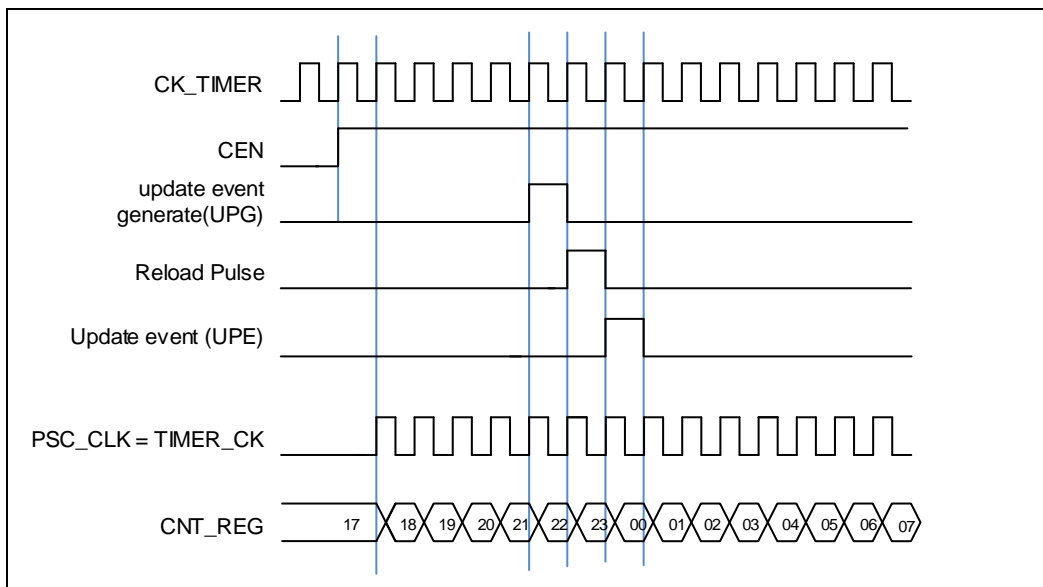 CK_TIMER
CEN
update event
generate(UPG)
Reload Pulse
Update event (UPE)
PSC_CLK = TIMER_CK
CNT_REG 17 18 19 20 21 22 23 00 01 02 03 04 05 06 07